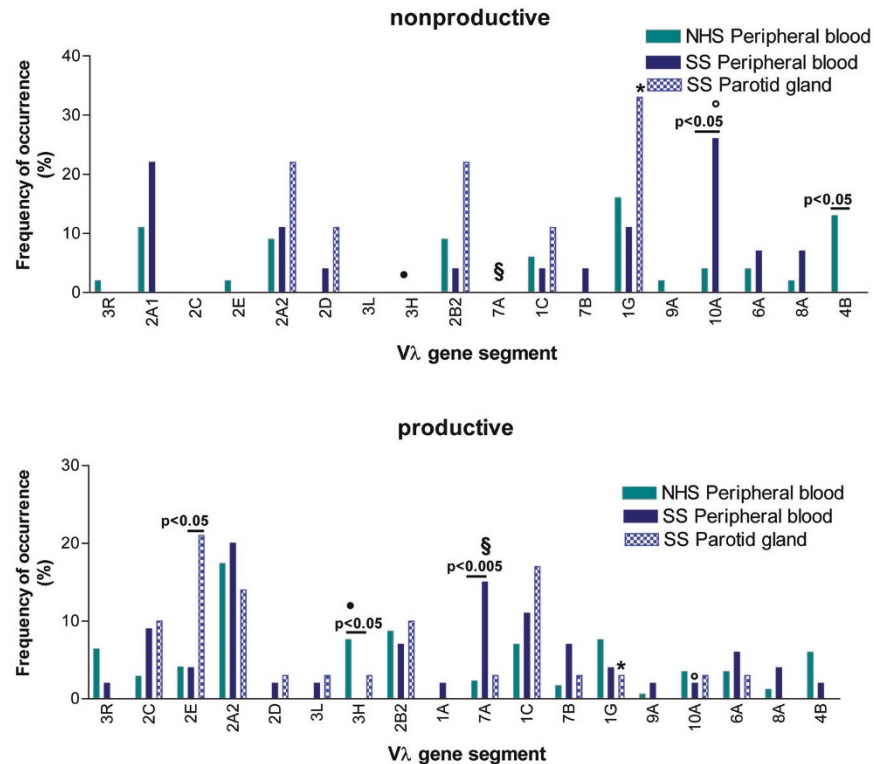 nonproductive
NHS Peripheral blood
SS Peripheral blood
SS Parotid gland
Frequency of occurrence
(%)
40
30
20
10
0
*
°
p<0.05
p<0.05
•
§
3R 2A1 2C 2E 2A2 2D 3L 3H 2B2 7A 1C 7B 1G 9A 10A 6A 8A 4B
Vλ gene segment
productive
NHS Peripheral blood
SS Peripheral blood
SS Parotid gland
Frequency of occurrence
(%)
30
20
10
0
p<0.05
§
p<0.005
•
p<0.05
*
°
3R 2C 2E 2A2 2D 3L 3H 2B2 1A 7A 1C 7B 1G 9A 10A 6A 8A 4B
Vλ gene segment